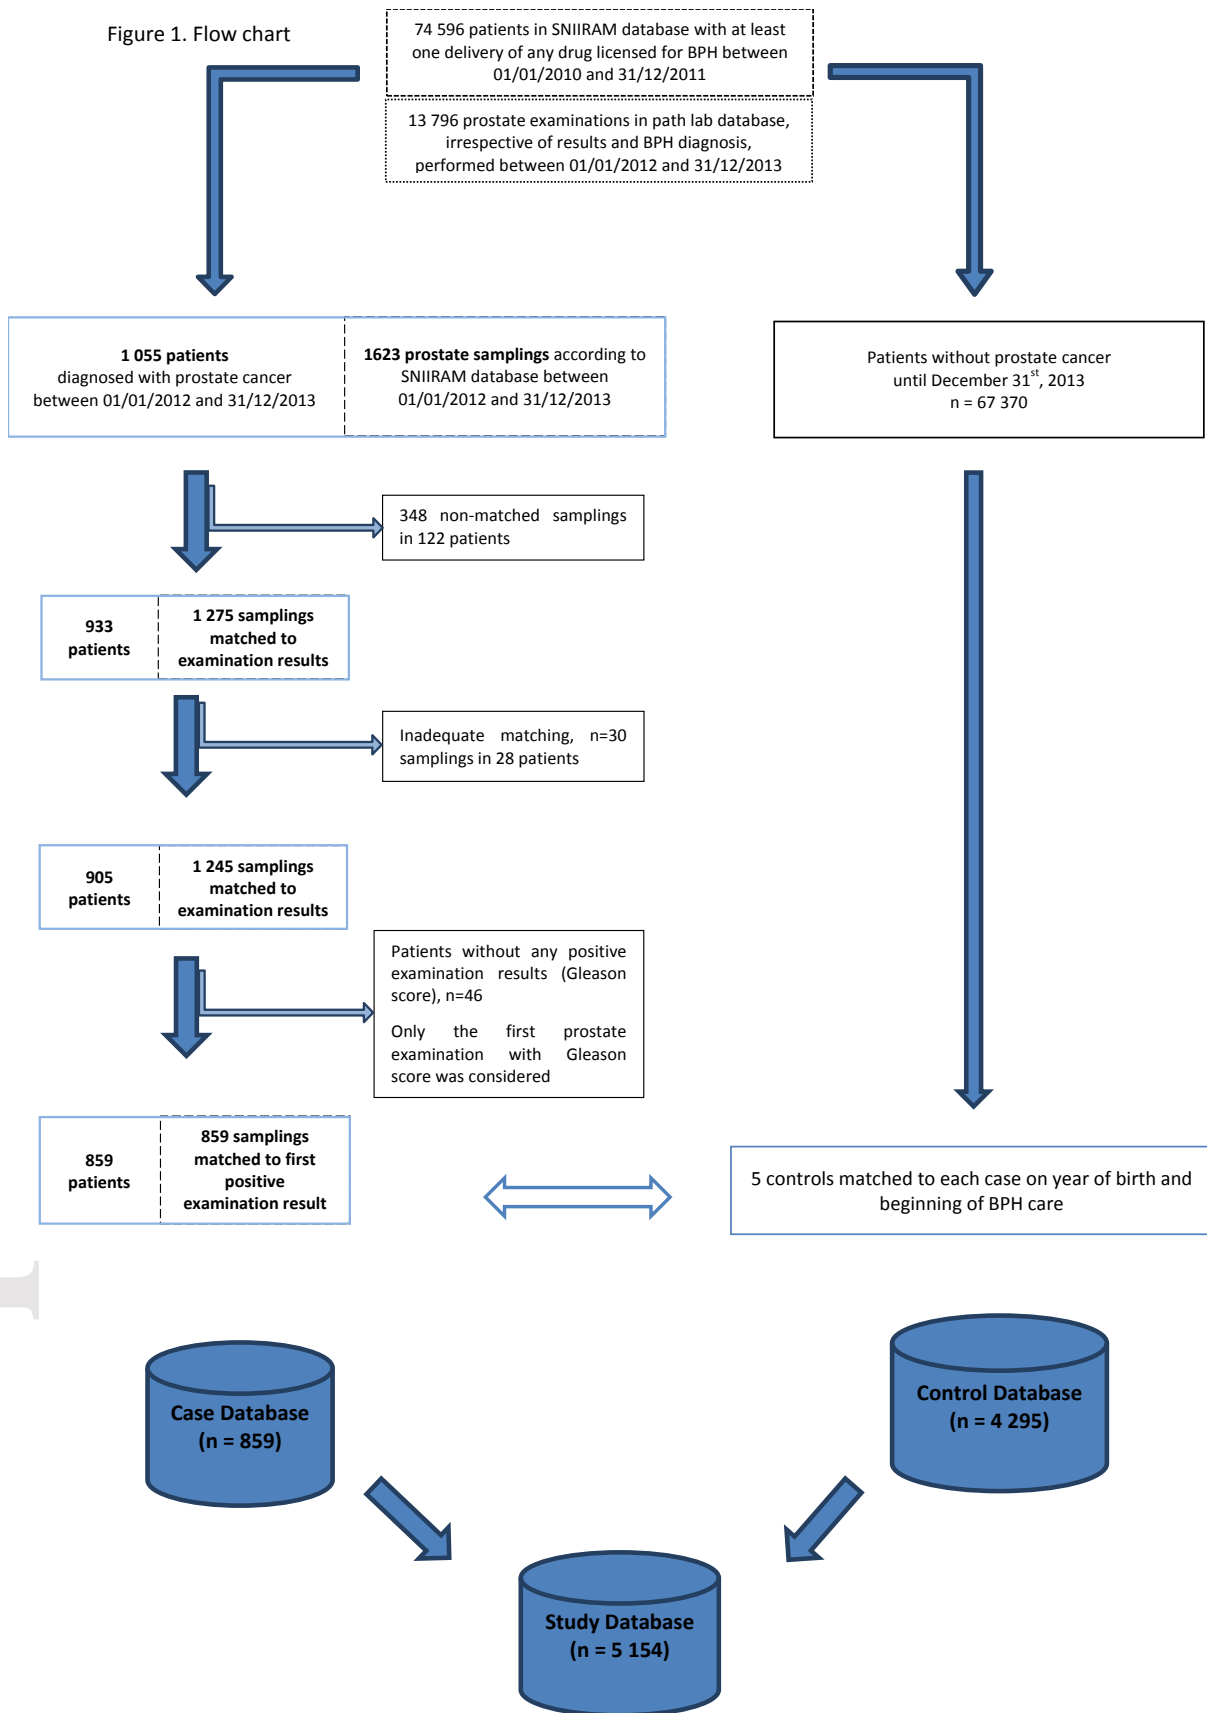 Figure 1. Flow chart
74 596 patients in SNIIRAM database with at least
one delivery of any drug licensed for BPH between
01/01/2010 and 31/12/2011
13 796 prostate examinations in path lab database,
irrespective of results and BPH diagnosis,
performed between 01/01/2012 and 31/12/2013
1 055 patients
diagnosed with prostate cancer
between 01/01/2012 and 31/12/2013
1623 prostate samplings according to
SNIIRAM database between
01/01/2012 and 31/12/2013
Patients without prostate cancer
until December 31st, 2013
n = 67 370
348 non-matched samplings
in 122 patients
933
patients
1 275 samplings
matched to
examination results
Inadequate matching, n=30
samplings in 28 patients
905
patients
1 245 samplings
matched to
examination results
Patients without any positive
examination results (Gleason
score), n=46
Only the first prostate
examination with Gleason
score was considered
859
patients
859 samplings
matched to first
positive
examination result
5 controls matched to each case on year of birth and
beginning of BPH care
Case Database
(n = 859)
Control Database
(n = 4 295)
Study Database
(n = 5 154)